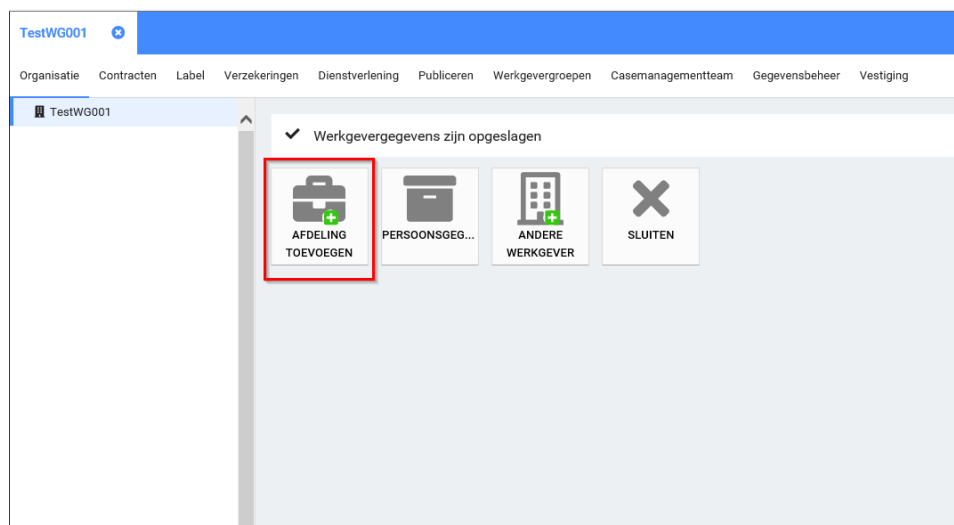 TestWG001
Organisatie Contracten Label Verzekeringen Dienstverlening Publiceren Werkgevergroepen Casemanagementteam Gegevensbeheer Vestiging
TestWG001
Werkgevergegevens zijn opgeslagen
AFDELING
TOEVOEGEN
PERSOONSGEG...
ANDERE
WERKGEVER
SLUITEN